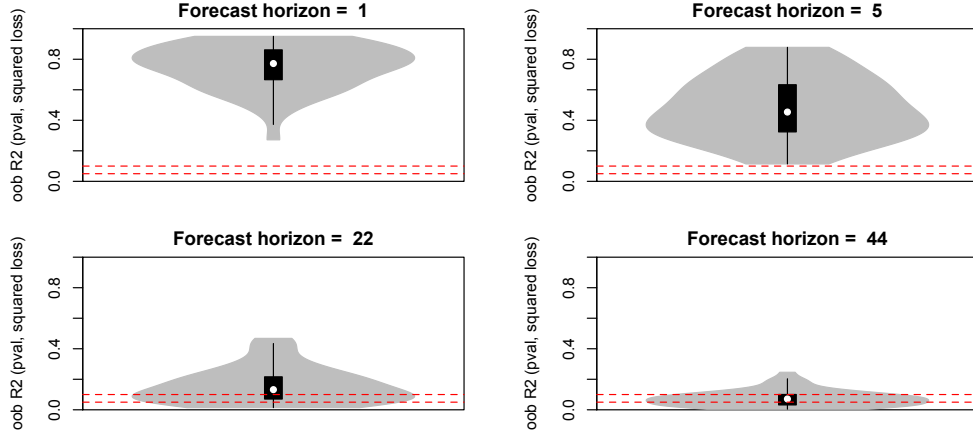 Forecast horizon = 1
oob R2 (pval, squared loss)
0.8
0.4
0.0
Forecast horizon = 5
oob R2 (pval, squared loss)
0.8
0.4
0.0
Forecast horizon = 22
oob R2 (pval, squared loss)
0.8
0.4
0.0
Forecast horizon = 44
oob R2 (pval, squared loss)
0.8
0.4
0.0